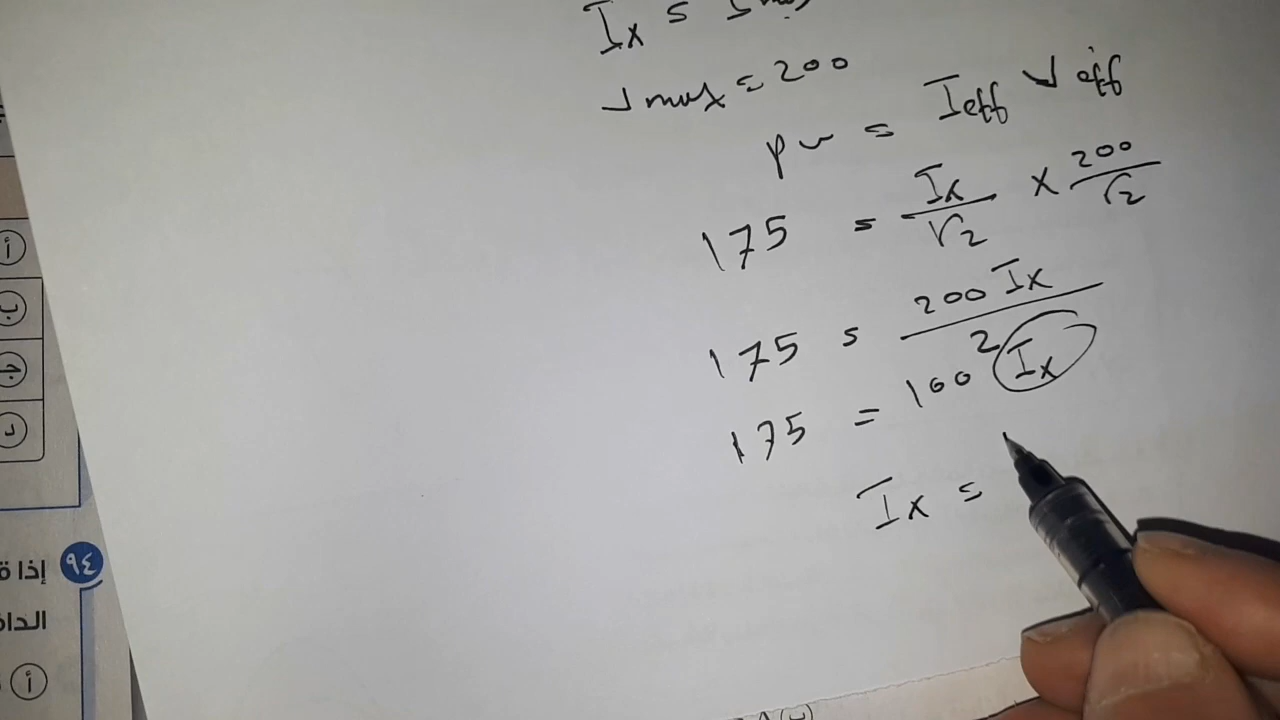 Ix =
Vmax = 200
pw = Ieff Veff
175 = Ix/√2 × 200/√2
175 = 200 Ix/2
175 = 100 Ix
Ix =
أ
ب
ج
د
٩٤ إذا
أ